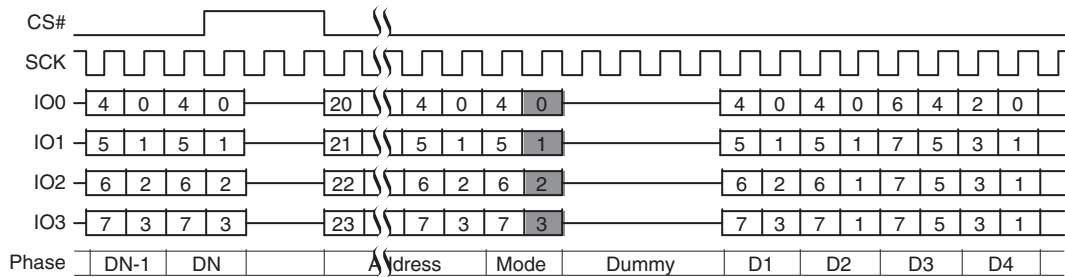 CS#
SCK
IO0 4 0 4 0 20 4 0 4 0 4 0 4 0 6 4 2 0
IO1 5 1 5 1 21 5 1 5 1 5 1 5 1 7 5 3 1
IO2 6 2 6 2 22 6 2 6 2 6 2 6 1 7 5 3 1
IO3 7 3 7 3 23 7 3 7 3 7 3 7 1 7 5 3 1
Phase DN-1 DN Address Mode Dummy D1 D2 D3 D4